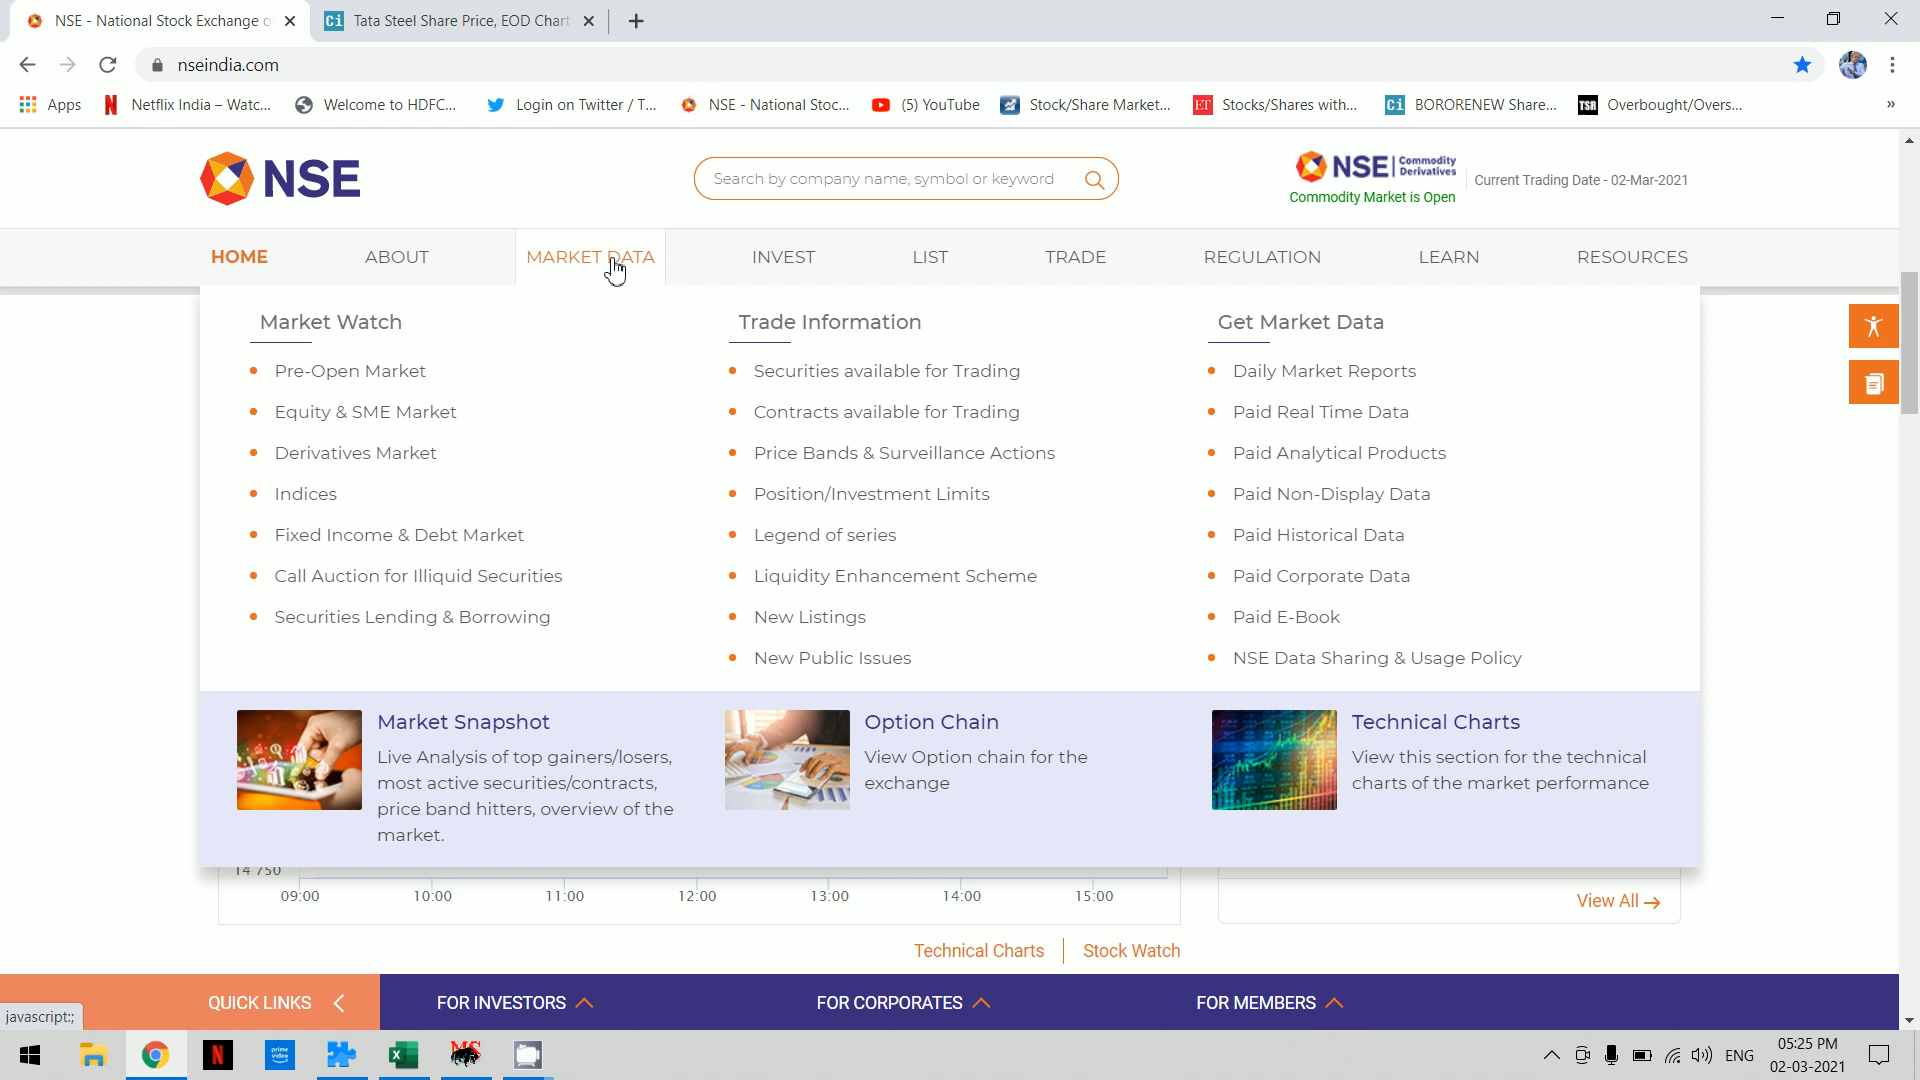 NSE - National Stock Exchange o
Tata Steel Share Price, EOD Chart
nseindia.com
Apps
Netflix India – Watc...
Welcome to HDFC...
Login on Twitter / T...
NSE - National Stoc...
(5) YouTube
Stock/Share Market...
ET
Stocks/Shares with...
Ci
BORORENEW Share...
TSR
Overbought/Overs...
»
NSE
Search by company name, symbol or keyword
NSE | Commodity Derivatives
Commodity Market is Open
Current Trading Date - 02-Mar-2021
HOME
ABOUT
MARKET DATA
INVEST
LIST
TRADE
REGULATION
LEARN
RESOURCES
Market Watch
Pre-Open Market
Equity & SME Market
Derivatives Market
Indices
Fixed Income & Debt Market
Call Auction for Illiquid Securities
Securities Lending & Borrowing
Trade Information
Securities available for Trading
Contracts available for Trading
Price Bands & Surveillance Actions
Position/Investment Limits
Legend of series
Liquidity Enhancement Scheme
New Listings
New Public Issues
Get Market Data
Daily Market Reports
Paid Real Time Data
Paid Analytical Products
Paid Non-Display Data
Paid Historical Data
Paid Corporate Data
Paid E-Book
NSE Data Sharing & Usage Policy
Market Snapshot
Live Analysis of top gainers/losers,
most active securities/contracts,
price band hitters, overview of the
market.
Option Chain
View Option chain for the
exchange
Technical Charts
View this section for the technical
charts of the market performance
14 750
09:00 10:00 11:00 12:00 13:00 14:00 15:00
View All →
Technical Charts | Stock Watch
QUICK LINKS
FOR INVESTORS
FOR CORPORATES
FOR MEMBERS
javascript:;
N
prime video
X
MS
ENG
05:25 PM
02-03-2021